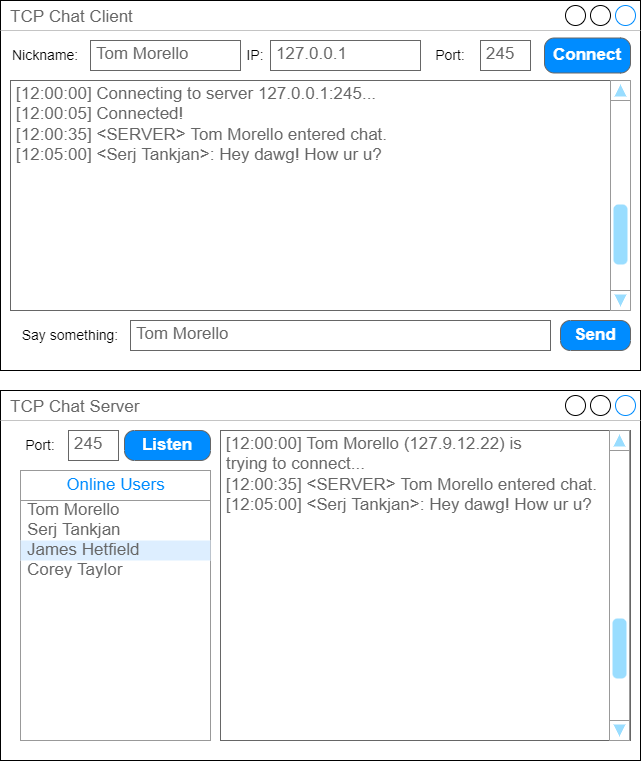 TCP Chat Client
Nickname: Tom Morello IP: 127.0.0.1 Port: 245 Connect
[12:00:00] Connecting to server 127.0.0.1:245...
[12:00:05] Connected!
[12:00:35] <SERVER> Tom Morello entered chat.
[12:05:00] <Serj Tankjan>: Hey dawg! How ur u?
Say something: Tom Morello Send
TCP Chat Server
Port: 245 Listen
Online Users
Tom Morello
Serj Tankjan
James Hetfield
Corey Taylor
[12:00:00] Tom Morello (127.9.12.22) is
trying to connect...
[12:00:35] <SERVER> Tom Morello entered chat.
[12:05:00] <Serj Tankjan>: Hey dawg! How ur u?